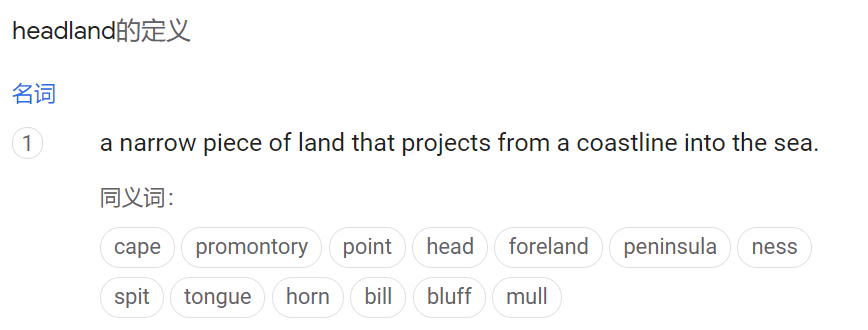 headland的定义
名词
1 a narrow piece of land that projects from a coastline into the sea.
同义词：
cape promontory point head foreland peninsula ness
spit tongue horn bill bluff mull